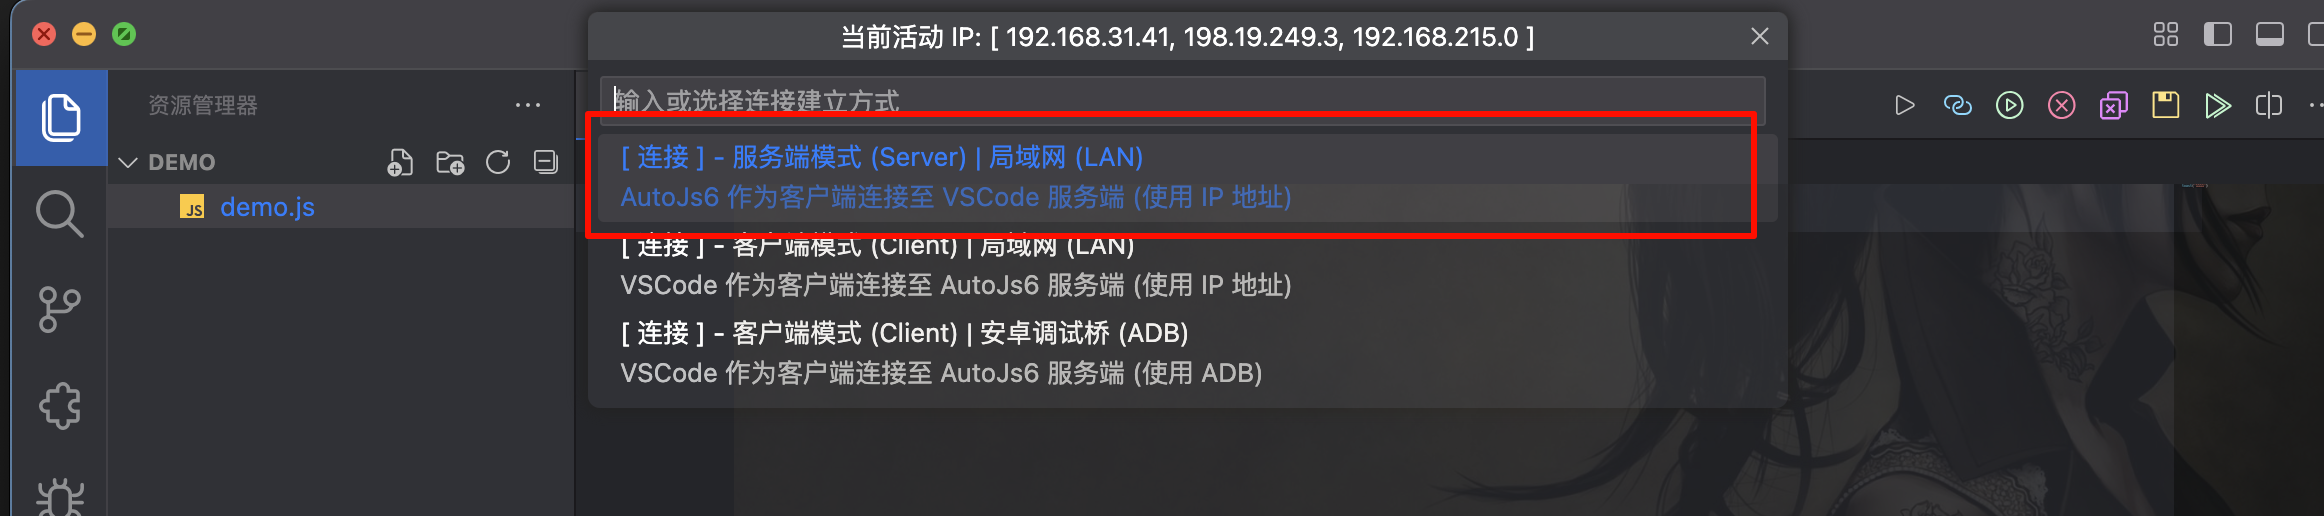 当前活动 IP: [ 192.168.31.41, 198.19.249.3, 192.168.215.0 ]
资源管理器
输入或选择连接建立方式
DEMO
[ 连接 ] - 服务端模式 (Server) | 局域网 (LAN)
AutoJs6 作为客户端连接至 VSCode 服务端 (使用 IP 地址)
JS demo.js
[ 连接 ] - 客户端模式 (Client) | 局域网 (LAN)
VSCode 作为客户端连接至 AutoJs6 服务端 (使用 IP 地址)
[ 连接 ] - 客户端模式 (Client) | 安卓调试桥 (ADB)
VSCode 作为客户端连接至 AutoJs6 服务端 (使用 ADB)